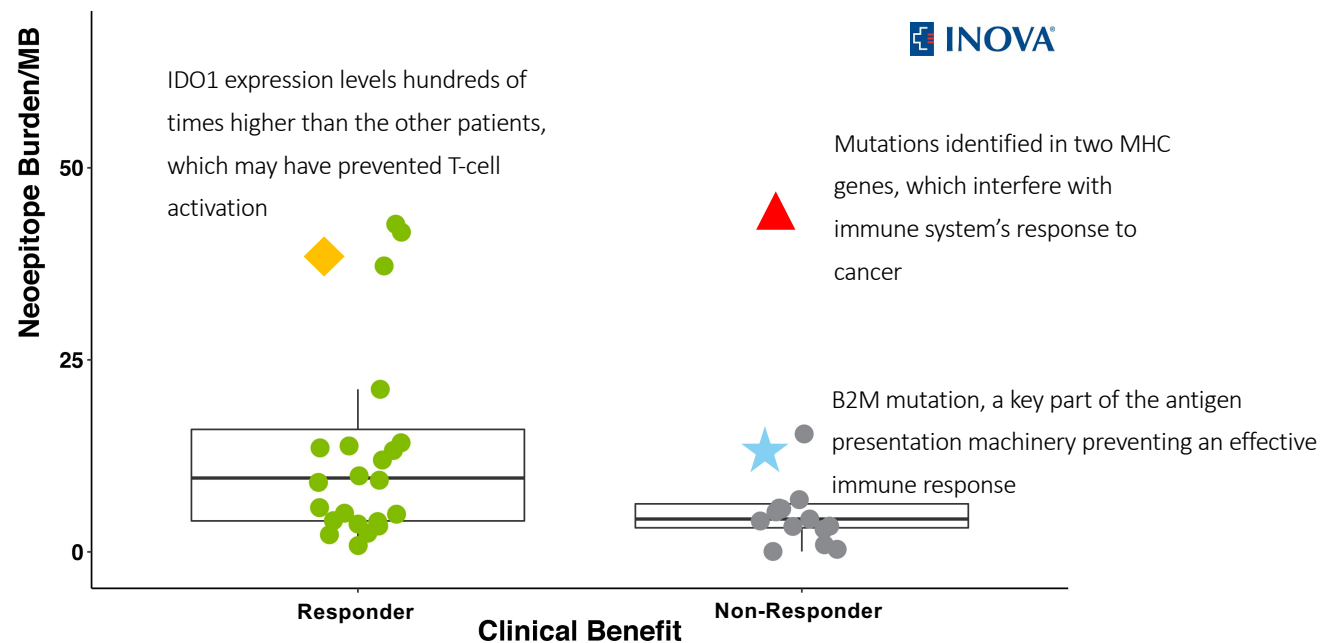 INOVA®
IDO1 expression levels hundreds of
times higher than the other patients,
which may have prevented T-cell
activation
Mutations identified in two MHC
genes, which interfere with
immune system’s response to
cancer
B2M mutation, a key part of the antigen
presentation machinery preventing an effective
immune response
Neoepitope Burden/MB
50
25
0
Responder
Non-Responder
Clinical Benefit